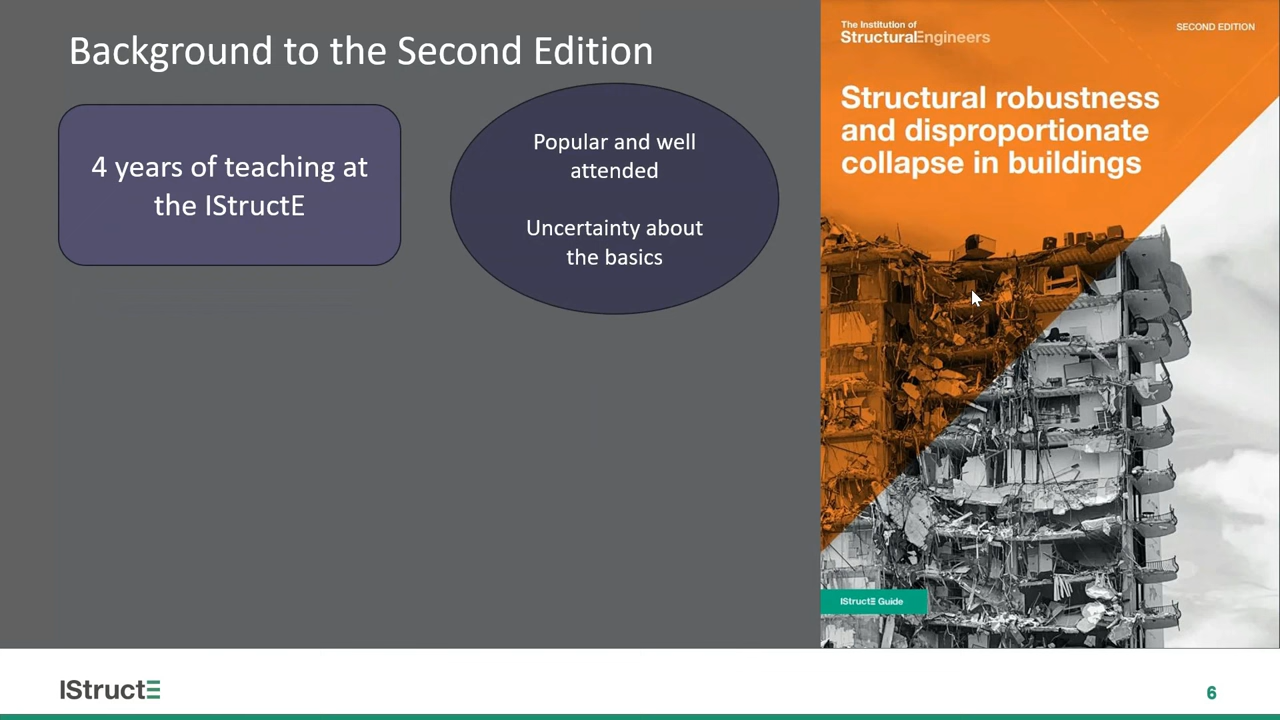 Background to the Second Edition
4 years of teaching at
the IStructE
Popular and well
attended
Uncertainty about
the basics
The Institution of
StructuralEngineers
SECOND EDITION
Structural robustness
and disproportionate
collapse in buildings
IStructE Guide
IStructE
6